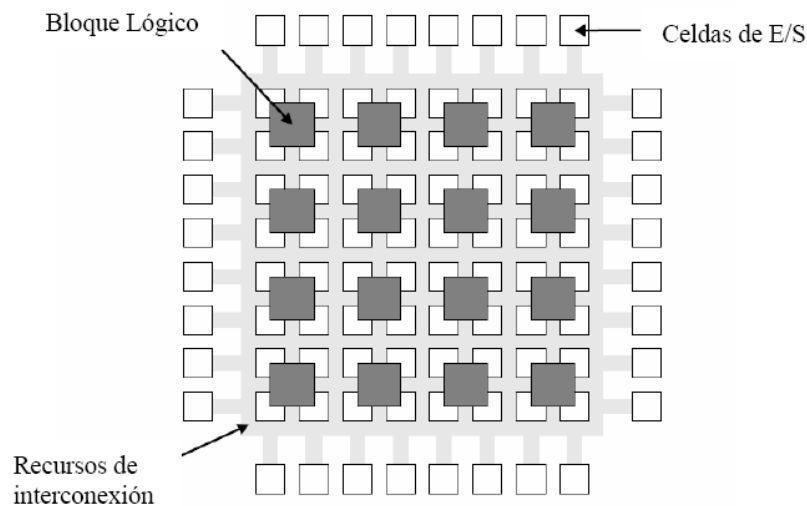 Bloque Lógico
Celdas de E/S
Recursos de
interconexión